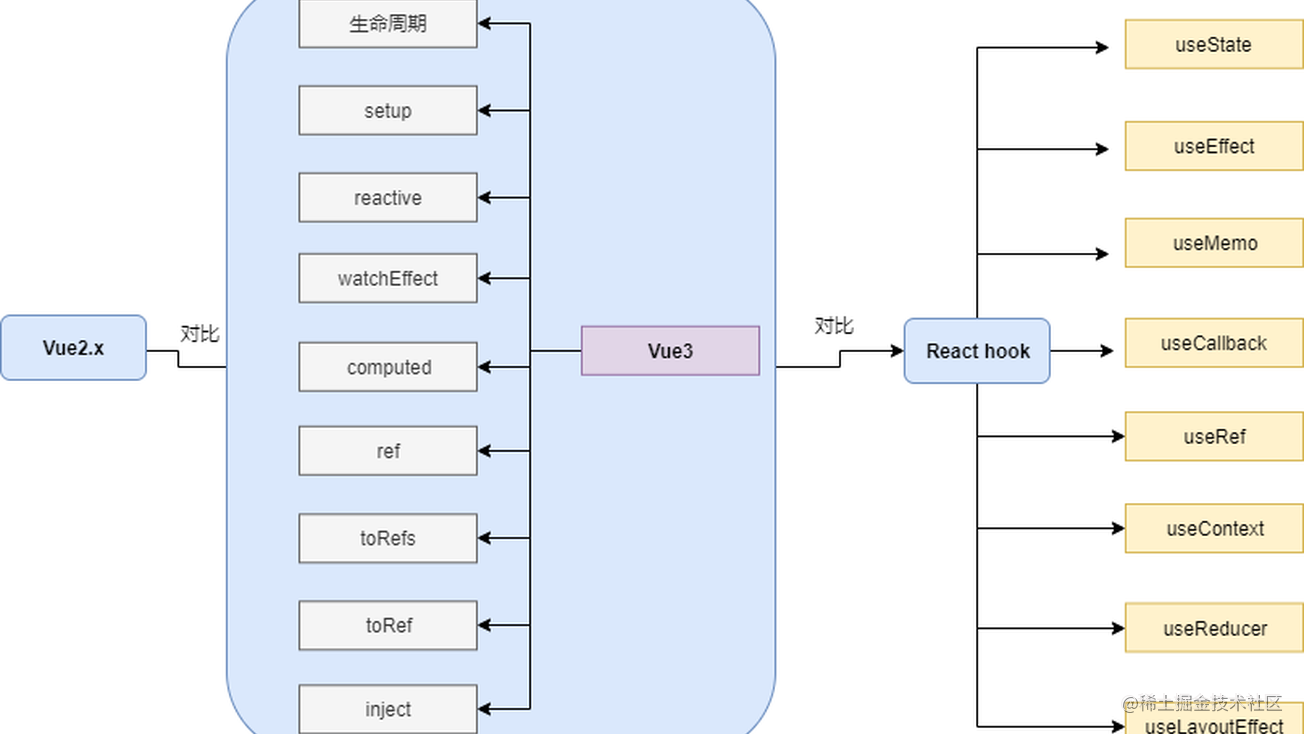 Vue2.x
对比
生命周期
setup
reactive
watchEffect
computed
ref
toRefs
toRef
inject
Vue3
对比
React hook
useState
useEffect
useMemo
useCallback
useRef
useContext
useReducer
@稀土掘金技术社区
useLayoutEffect